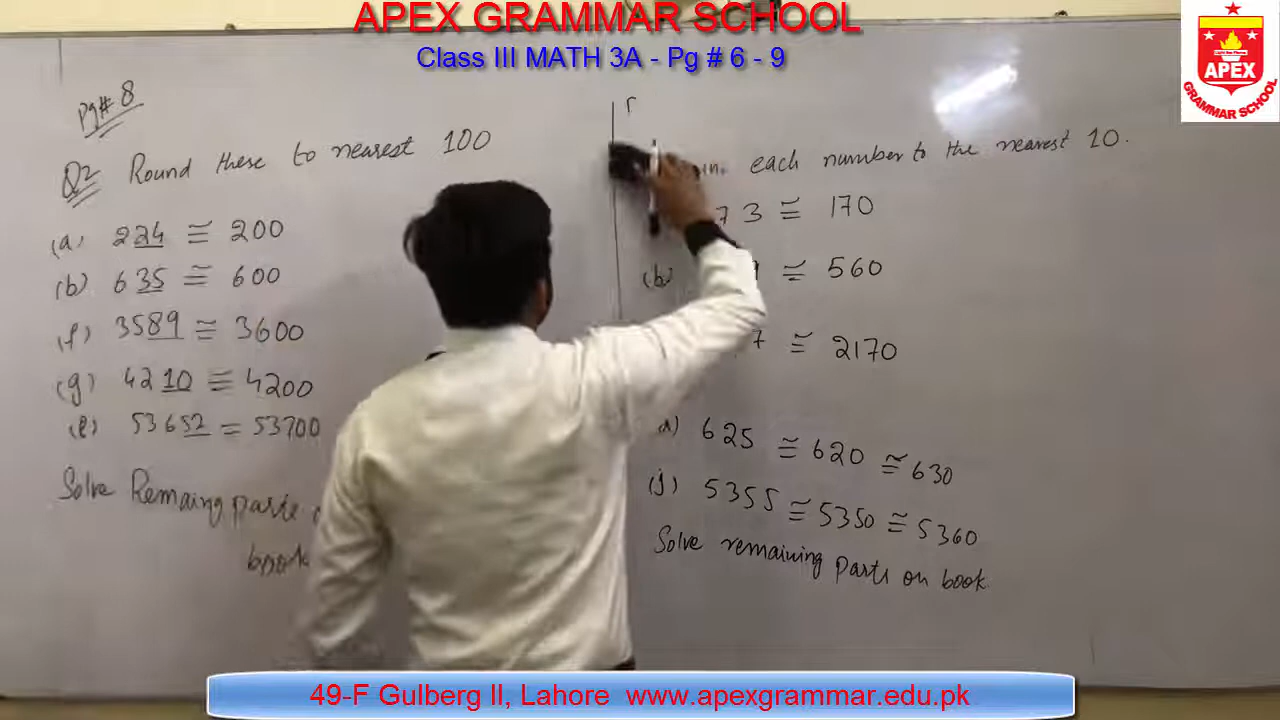 APEX GRAMMAR SCHOOL
Class III MATH 3A - Pg # 6 - 9
APEX
GRAMMAR SCHOOL
Pg# 8
Q2 Round these to nearest 100
(a) 224 ≅ 200
(b) 635 ≅ 600
(f) 3589 ≅ 3600
(g) 4210 ≅ 4200
(l) 53652 = 53700
Solve Remaing parts
book
each number to the nearest 10.
73 ≅ 170
(b) ≅ 560
7 ≅ 2170
625 ≅ 620 ≅ 630
(j) 5355 ≅ 5350 ≅ 5360
Solve remaining parts on book
49-F Gulberg II, Lahore www.apexgrammar.edu.pk